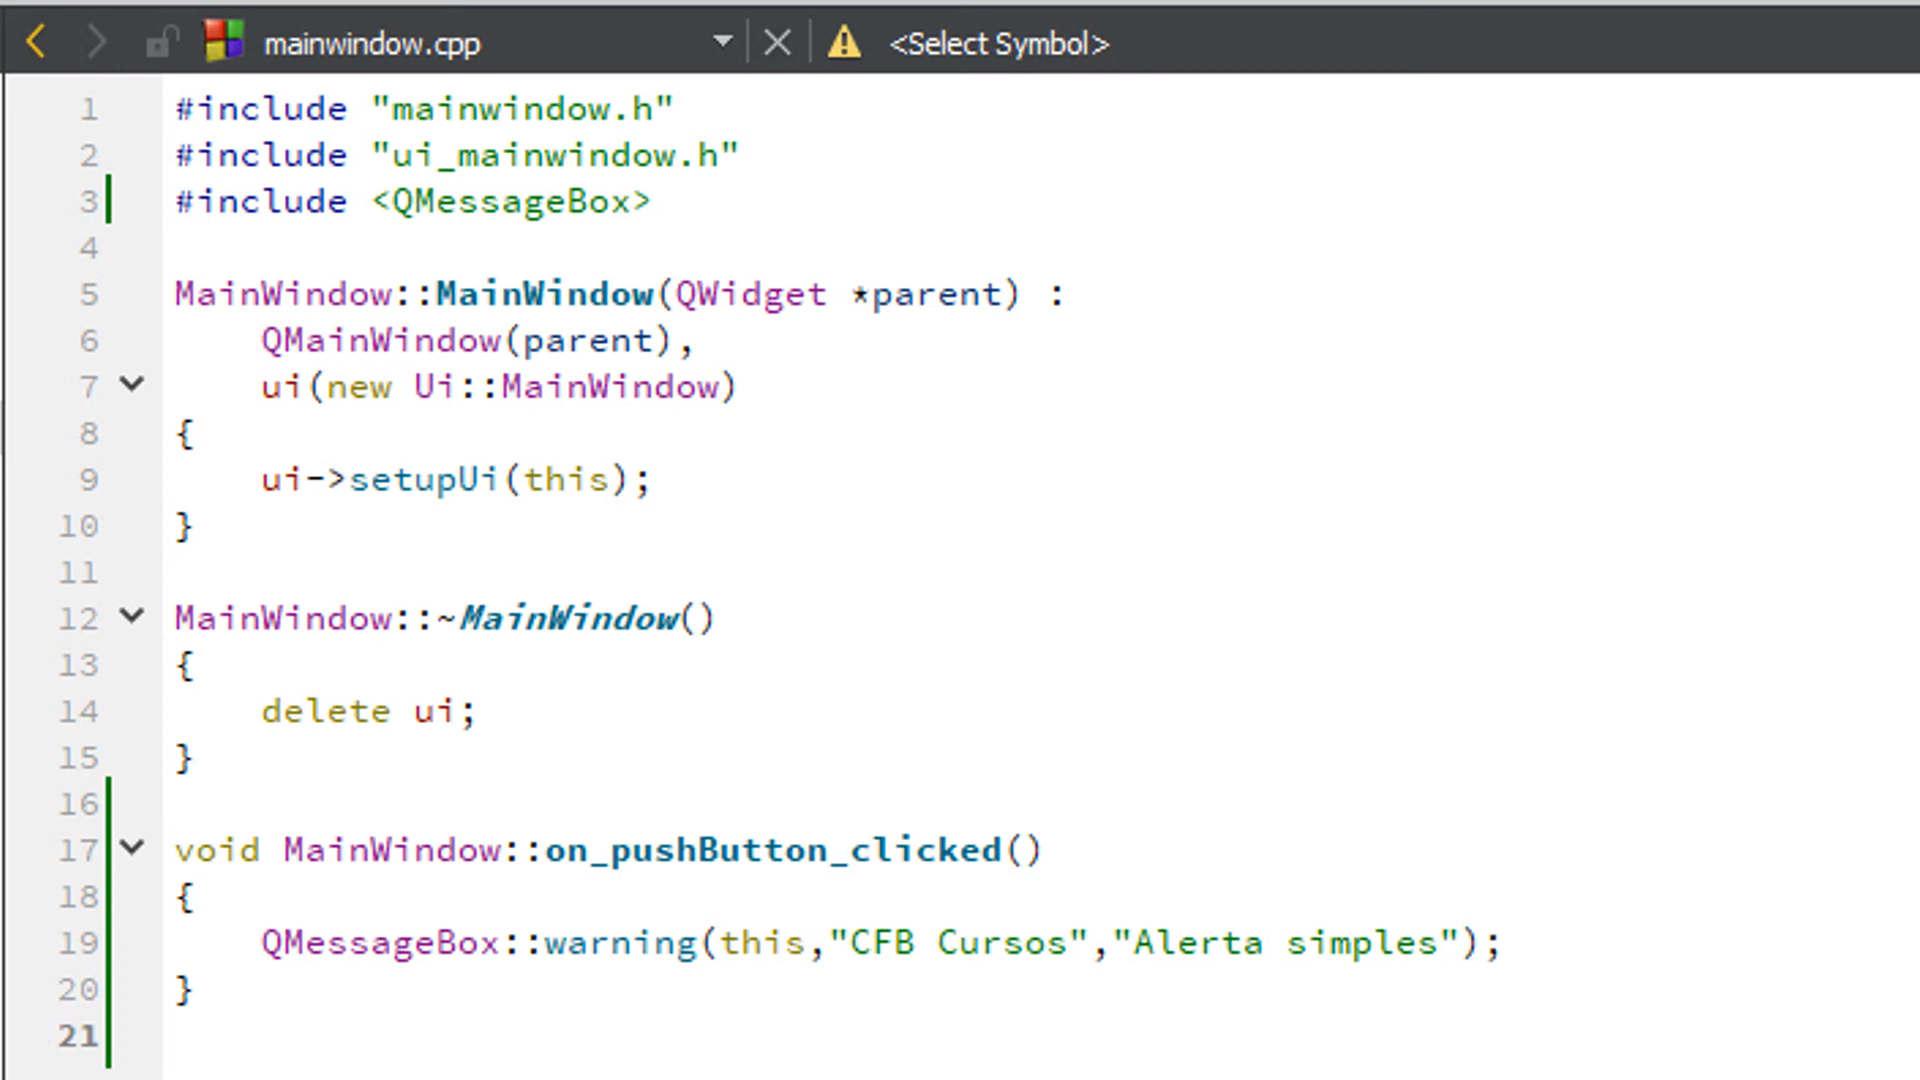 mainwindow.cpp <Select Symbol>
1 #include "mainwindow.h"
2 #include "ui_mainwindow.h"
3 #include <QMessageBox>
4
5 MainWindow::MainWindow(QWidget *parent) :
6     QMainWindow(parent),
7     ui(new Ui::MainWindow)
8 {
9     ui->setupUi(this);
10 }
11
12 MainWindow::~MainWindow()
13 {
14     delete ui;
15 }
16
17 void MainWindow::on_pushButton_clicked()
18 {
19     QMessageBox::warning(this,"CFB Cursos","Alerta simples");
20 }
21